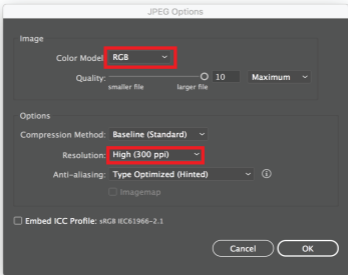 JPEG Options
Image
Color Model: RGB
Quality: 10 Maximum
smaller file larger file
Options
Compression Method: Baseline (Standard)
Resolution: High (300 ppi)
Anti-aliasing: Type Optimized (Hinted)
Imagemap
Embed ICC Profile: sRGB IEC61966-2.1
Cancel OK